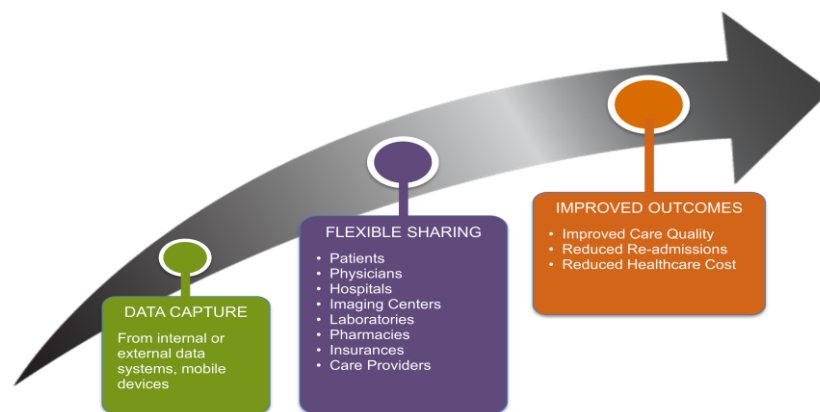 DATA CAPTURE
From internal or
external data
systems, mobile
devices
FLEXIBLE SHARING
• Patients
• Physicians
• Hospitals
• Imaging Centers
• Laboratories
• Pharmacies
• Insurances
• Care Providers
IMPROVED OUTCOMES
• Improved Care Quality
• Reduced Re-admissions
• Reduced Healthcare Cost